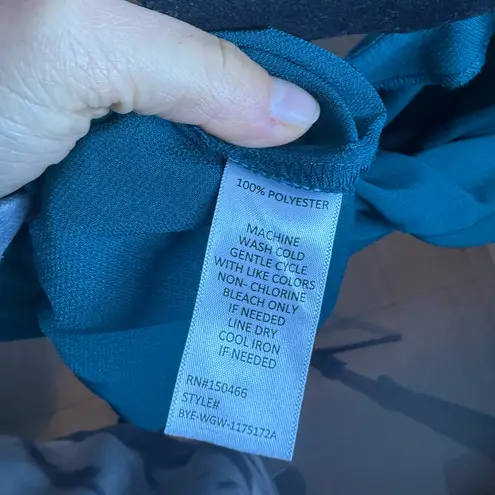 100% POLYESTER
MACHINE
WASH COLD
GENTLE CYCLE
WITH LIKE COLORS
NON- CHLORINE
BLEACH ONLY
IF NEEDED
LINE DRY
COOL IRON
IF NEEDED
RN#150466
STYLE#
BYE-WGW-1175172A